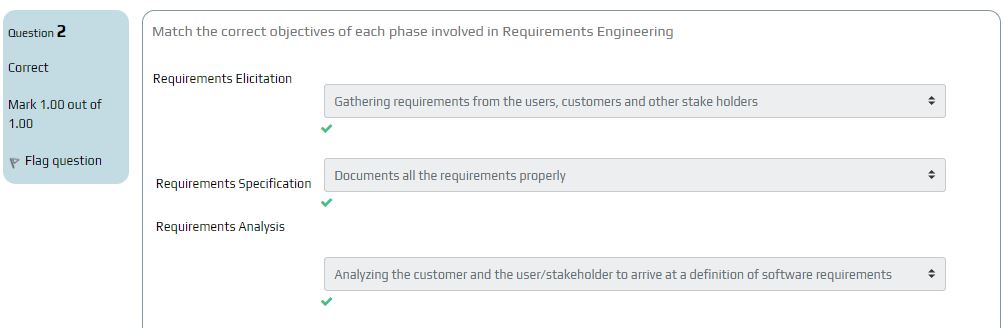 Question 2
Correct
Mark 1.00 out of
1.00
Flag question
Match the correct objectives of each phase involved in Requirements Engineering
Requirements Elicitation
Gathering requirements from the users, customers and other stake holders
Requirements Specification
Documents all the requirements properly
Requirements Analysis
Analyzing the customer and the user/stakeholder to arrive at a definition of software requirements